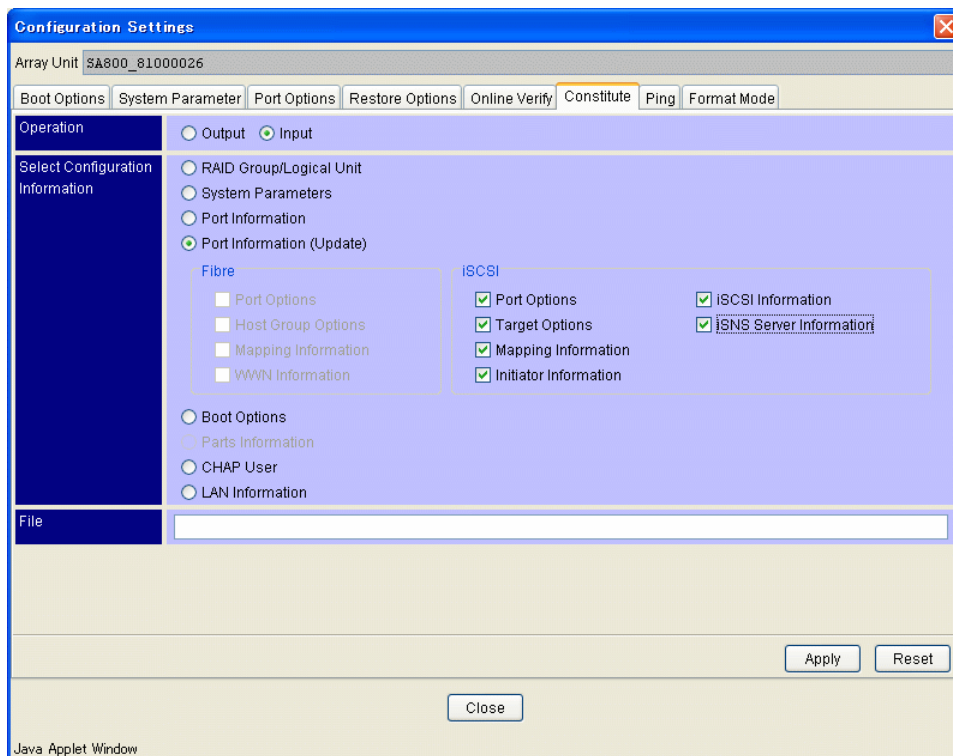 Configuration Settings
Array Unit SA800_81000026
Boot Options System Parameter Port Options Restore Options Online Verify Constitute Ping Format Mode
Operation Output Input
Select Configuration Information
RAID Group/Logical Unit
System Parameters
Port Information
Port Information (Update)
Fibre iSCSI
Port Options Port Options iSCSI Information
Host Group Options Target Options iSNS Server Information
Mapping Information Mapping Information
WWN Information Initiator Information
Boot Options
Parts Information
CHAP User
LAN Information
File
Apply Reset
Close
Java Applet Window